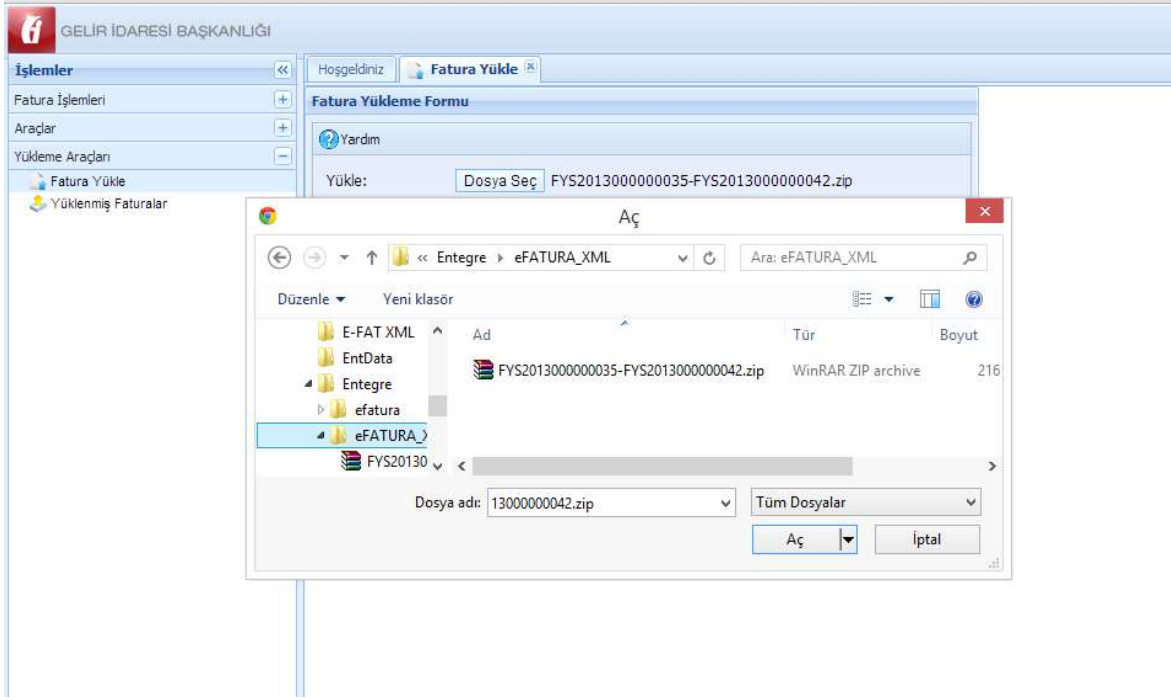 GELİR İDARESİ BAŞKANLIĞI
İşlemler
Hoşgeldiniz
Fatura Yükle
Fatura İşlemleri
Fatura Yükleme Formu
Araçlar
Yardım
Yükleme Araçları
Fatura Yükle
Yükle: Dosya Seç FYS2013000000035-FYS2013000000042.zip
Yüklenmiş Faturalar
Aç
« Entegre eFATURA_XML
Ara: eFATURA_XML
Düzenle Yeni klasör
E-FAT XML
EntData
Entegre
efatura
eFATURA_X
FYS20130
Ad Tür Boyut
FYS2013000000035-FYS2013000000042.zip WinRAR ZIP archive 216
Dosya adı: 13000000042.zip Tüm Dosyalar
Aç İptal